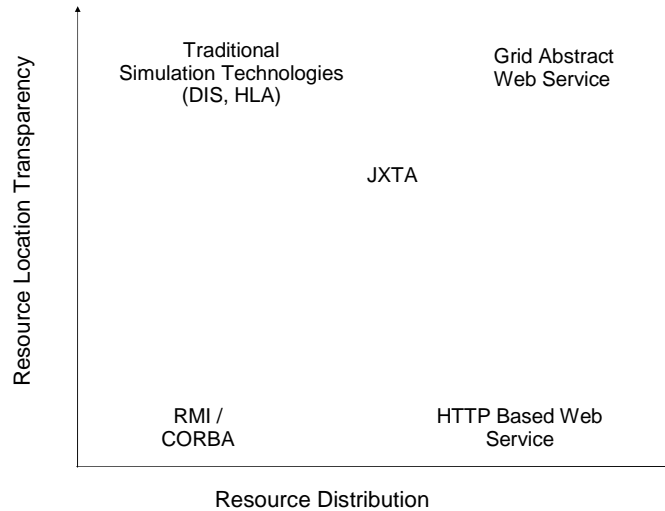 Traditional
Simulation Technologies
(DIS, HLA)
Grid Abstract
Web Service
JXTA
Resource Location Transparency
RMI /
CORBA
HTTP Based Web
Service
Resource Distribution